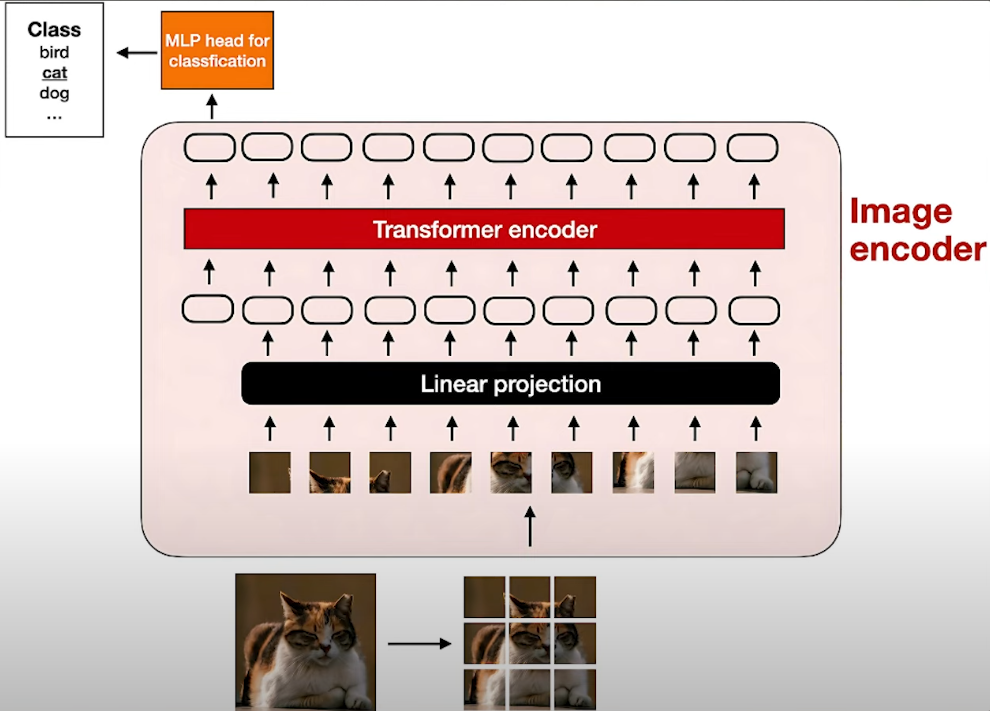 Class
bird
cat
dog
...
MLP head for
classfication
Transformer encoder
Image
encoder
Linear projection